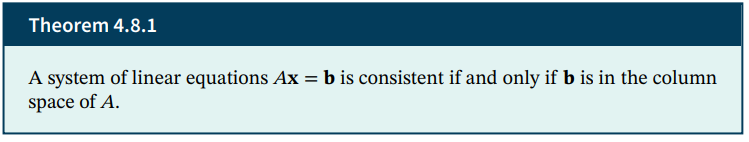 Theorem 4.8.1
A system of linear equations Ax = b is consistent if and only if b is in the column
space of A.